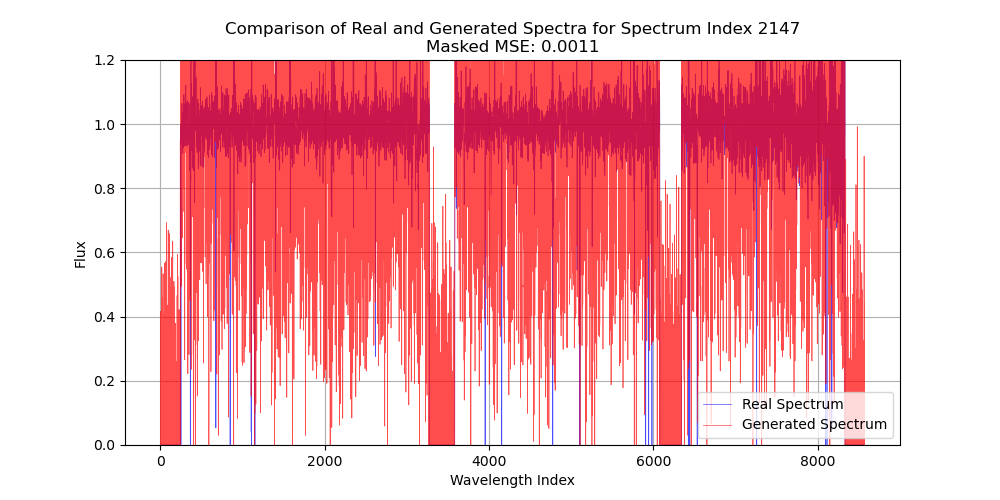 Comparison of Real and Generated Spectra for Spectrum Index 2147
Masked MSE: 0.0011
1.2
1.0
0.8
0.6
0.4
0.2
0.0
Flux
0 2000 4000 6000 8000
Wavelength Index
Real Spectrum
Generated Spectrum